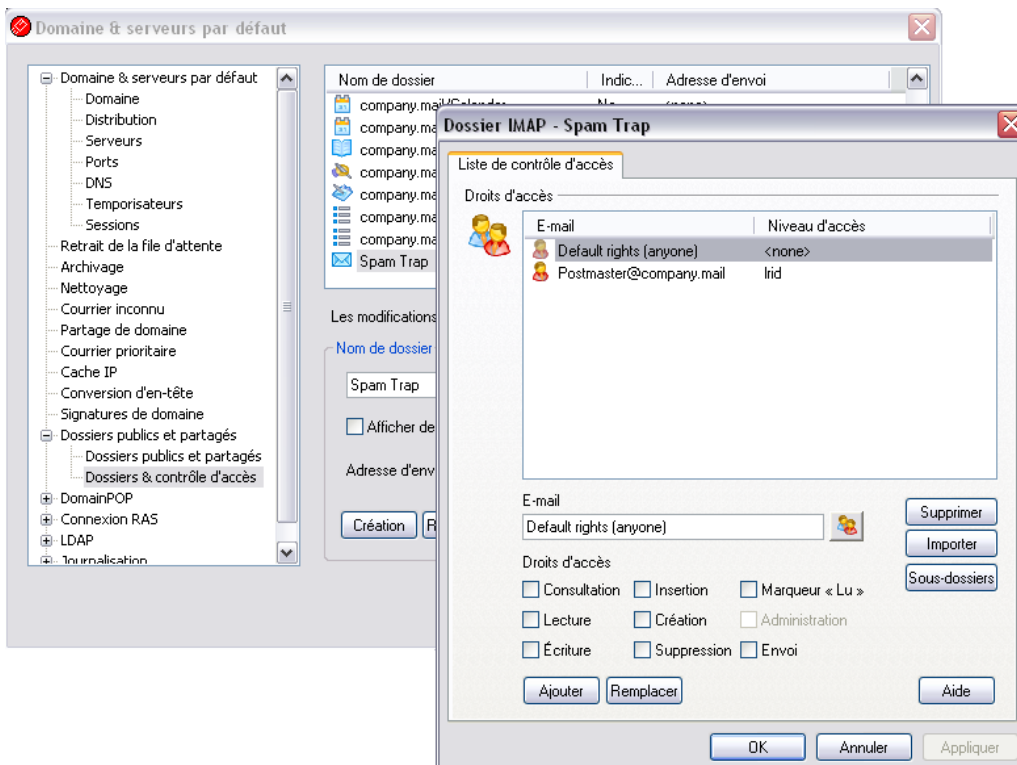 Domaine & serveurs par défaut
Domaine & serveurs par défaut
Domaine
Distribution
Serveurs
Ports
DNS
Temporisateurs
Sessions
Retrait de la file d'attente
Archivage
Nettoyage
Courrier inconnu
Partage de domaine
Courrier prioritaire
Cache IP
Conversion d'en-tête
Signatures de domaine
Dossiers publics et partagés
Dossiers publics et partagés
Dossiers & contrôle d'accès
DomainPOP
Connexion RAS
LDAP
Journalisation
Nom de dossier Indic... Adresse d'envoi
company.mail/Calendar No <none>
company.ma
company.ma
company.ma
company.ma
company.ma
company.ma
Spam Trap
Les modifications
Nom de dossier
Spam Trap
Afficher de
Adresse d'env
Création R
Dossier IMAP - Spam Trap
Liste de contrôle d'accès
Droits d'accès
E-mail Niveau d'accès
Default rights (anyone) <none>
Postmaster@company.mail lrid
E-mail
Default rights (anyone)
Supprimer
Importer
Sous-dossiers
Droits d'accès
Consultation Insertion Marqueur « Lu »
Lecture Création Administration
Écriture Suppression Envoi
Ajouter Remplacer Aide
OK Annuler Appliquer